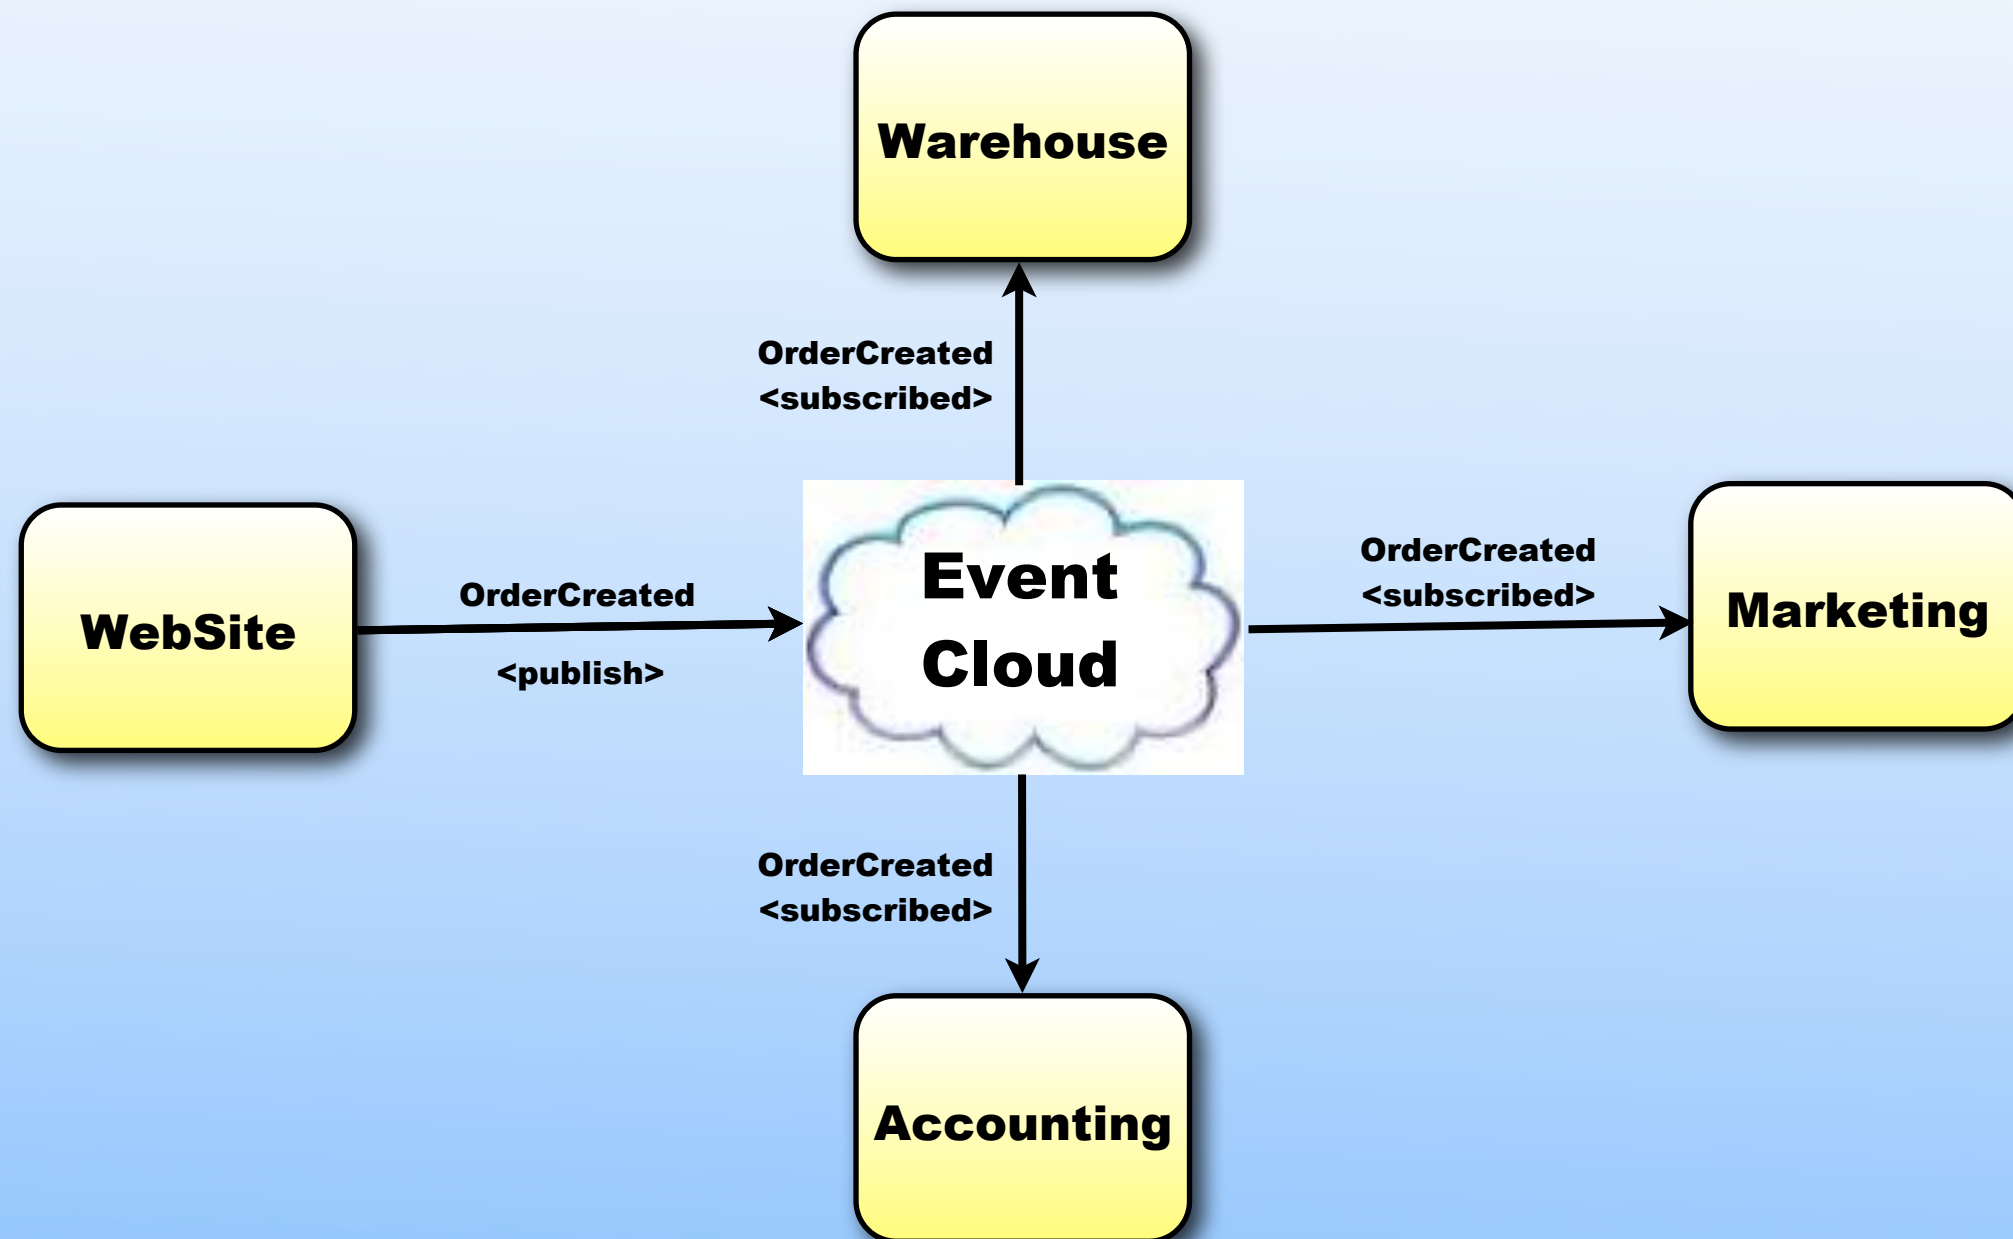 Warehouse
OrderCreated
<subscribed>
WebSite
OrderCreated
<publish>
Event
Cloud
OrderCreated
<subscribed>
Marketing
OrderCreated
<subscribed>
Accounting